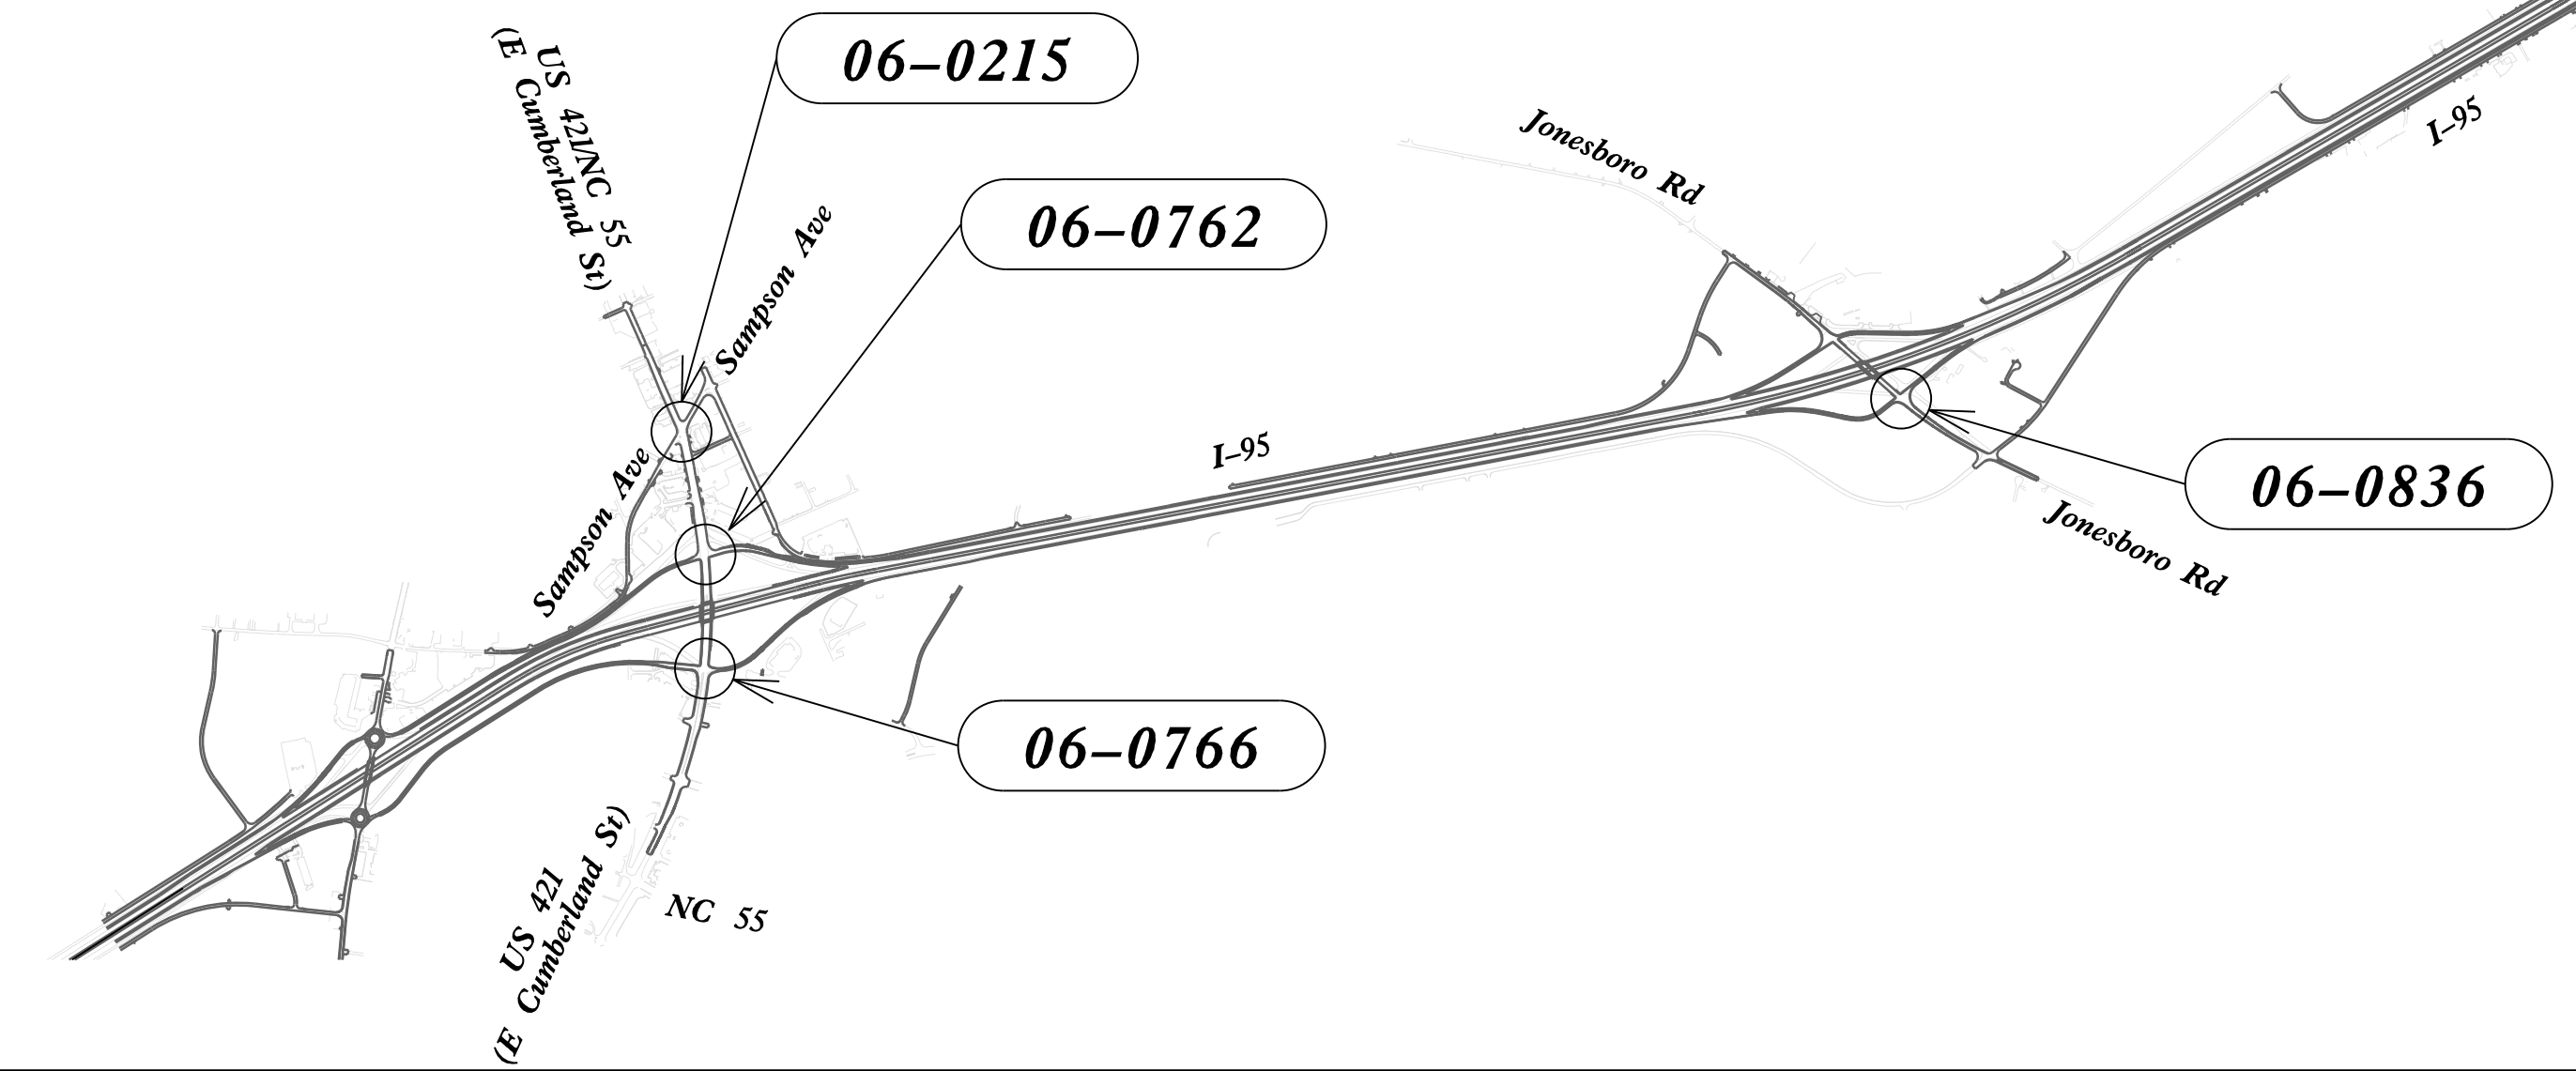 06-0215
US 421/NC 55
(E Cumberland St)
I-95
Jonesboro Rd
06-0762
Sampson Ave
I-95
06-0836
Sampson Ave
Jonesboro Rd
06-0766
US 421
(E Cumberland St)
NC 55